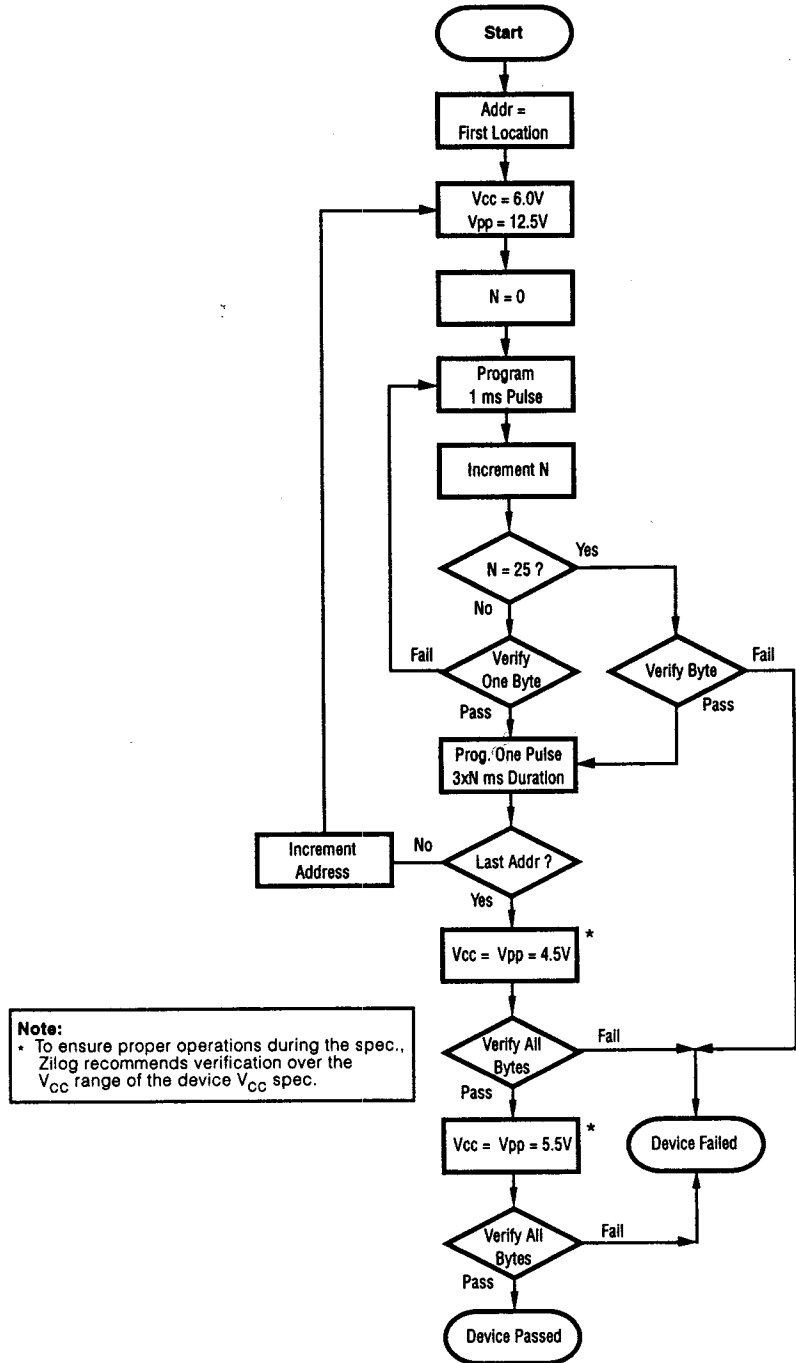 Start
Addr =
First Location
Vcc = 6.0V
Vpp = 12.5V
N = 0
Program
1 ms Pulse
Increment N
N = 25 ?
Yes
No
Fail
Verify
One Byte
Pass
Verify Byte
Fail
Pass
Prog. One Pulse
3xN ms Duration
Increment
Address
No
Last Addr ?
Yes
Vcc = Vpp = 4.5V
*
Note:
* To ensure proper operations during the spec.,
Zilog recommends verification over the
VCC range of the device VCC spec.
Verify All
Bytes
Fail
Pass
Vcc = Vpp = 5.5V
*
Device Failed
Verify All
Bytes
Fail
Pass
Device Passed